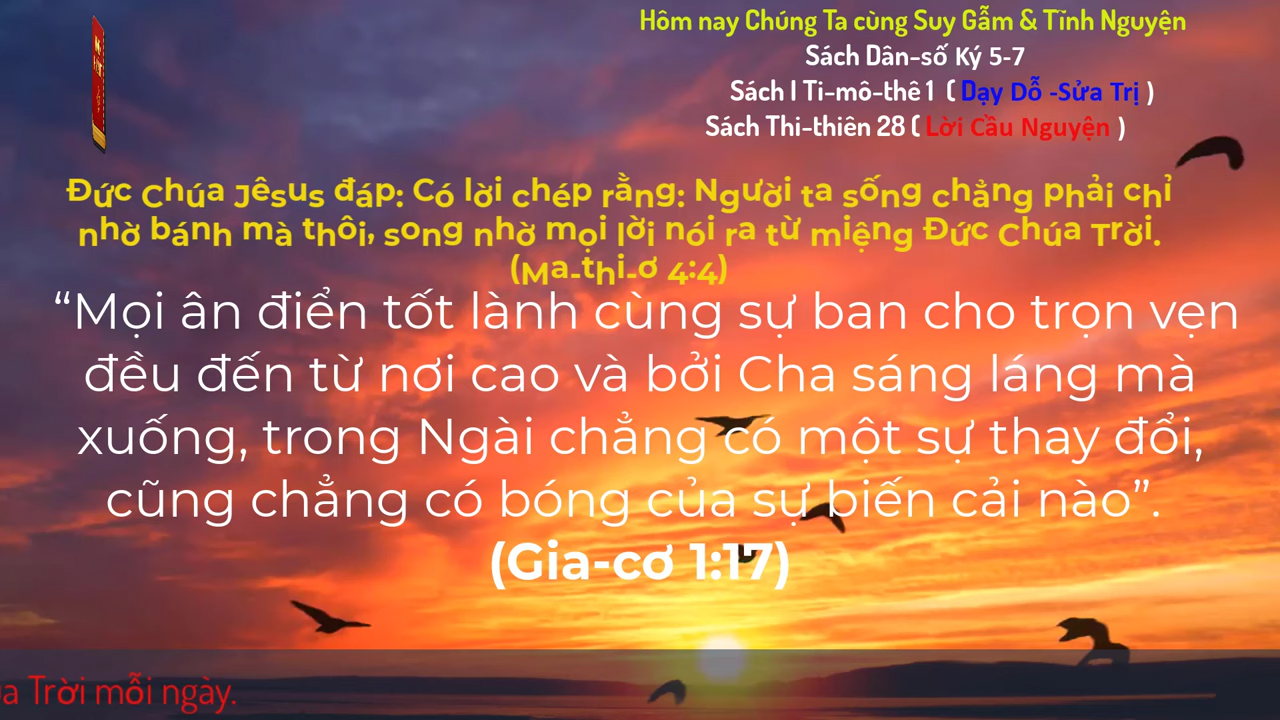 Hôm nay Chúng Ta cùng Suy Gẫm & Tĩnh Nguyện
Sách Dân-số Ký 5-7
Sách I Ti-mô-thê 1 ( Dạy Dỗ -Sửa Trị )
Sách Thi-thiên 28 ( Lời Cầu Nguyện )
Đức Chúa Jêsus đáp: Có lời chép rằng: Người ta sống chẳng phải chỉ
nhờ bánh mà thôi, song nhờ mọi lời nói ra từ miệng Đức Chúa Trời.
(Ma-thi-ơ 4:4)
“Mọi ân điển tốt lành cùng sự ban cho trọn vẹn
đều đến từ nơi cao và bởi Cha sáng láng mà
xuống, trong Ngài chẳng có một sự thay đổi,
cũng chẳng có bóng của sự biến cải nào”.
(Gia-cơ 1:17)
Trời mỗi ngày.